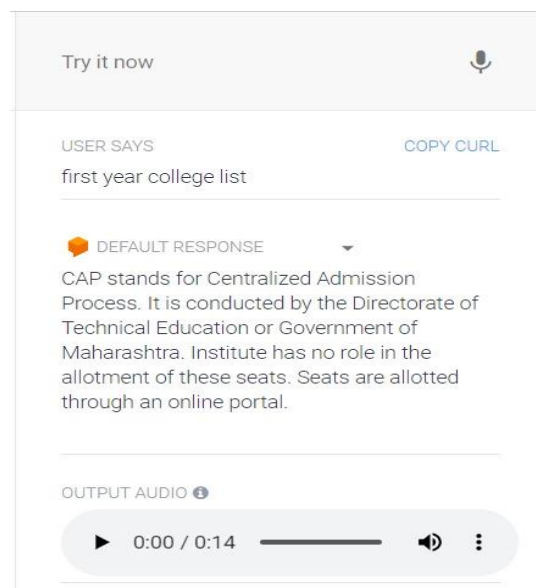 Try it now
USER SAYS COPY CURL
first year college list
DEFAULT RESPONSE
CAP stands for Centralized Admission
Process. It is conducted by the Directorate of
Technical Education or Government of
Maharashtra. Institute has no role in the
allotment of these seats. Seats are allotted
through an online portal.
OUTPUT AUDIO
0:00 / 0:14